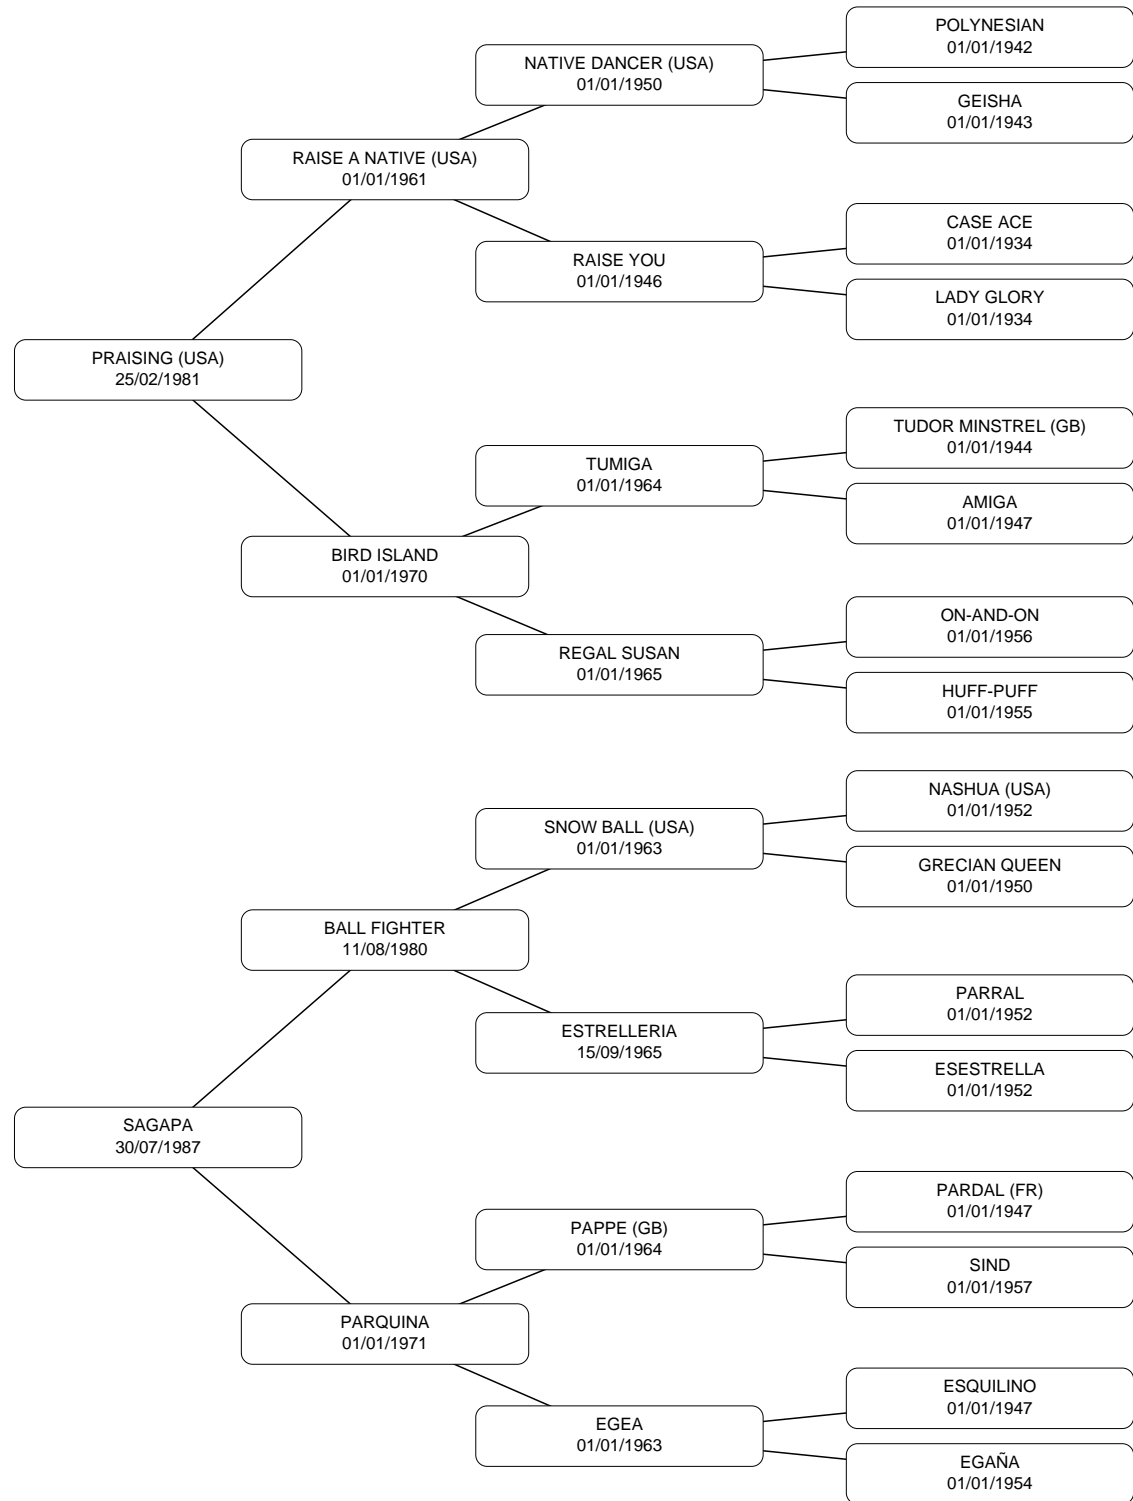 POLYNESIAN
01/01/1942
NATIVE DANCER (USA)
01/01/1950
GEISHA
01/01/1943
RAISE A NATIVE (USA)
01/01/1961
CASE ACE
01/01/1934
RAISE YOU
01/01/1946
LADY GLORY
01/01/1934
PRAISING (USA)
25/02/1981
TUDOR MINSTREL (GB)
01/01/1944
TUMIGA
01/01/1964
AMIGA
01/01/1947
BIRD ISLAND
01/01/1970
ON-AND-ON
01/01/1956
REGAL SUSAN
01/01/1965
HUFF-PUFF
01/01/1955
NASHUA (USA)
01/01/1952
SNOW BALL (USA)
01/01/1963
GRECIAN QUEEN
01/01/1950
BALL FIGHTER
11/08/1980
PARRAL
01/01/1952
ESTRELLERIA
15/09/1965
ESESTRELLA
01/01/1952
SAGAPA
30/07/1987
PARDAL (FR)
01/01/1947
PAPPE (GB)
01/01/1964
SIND
01/01/1957
PARQUINA
01/01/1971
ESQUILINO
01/01/1947
EGEA
01/01/1963
EGAÑA
01/01/1954